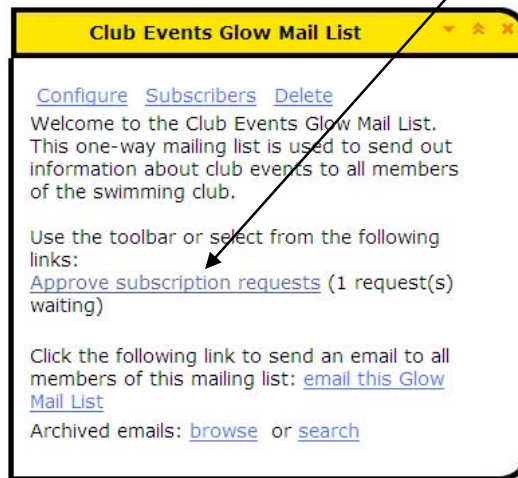 Club Events Glow Mail List
Configure Subscribers Delete
Welcome to the Club Events Glow Mail List.
This one-way mailing list is used to send out
information about club events to all members
of the swimming club.
Use the toolbar or select from the following
links:
Approve subscription requests (1 request(s)
waiting)
Click the following link to send an email to all
members of this mailing list: email this Glow
Mail List
Archived emails: browse or search